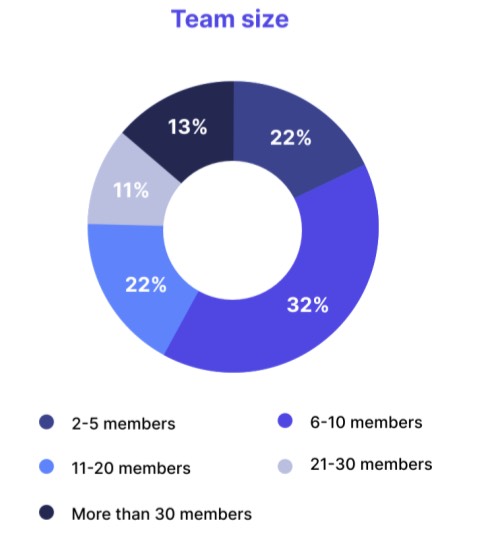 Team size
13%
22%
11%
22%
32%
2-5 members
6-10 members
11-20 members
21-30 members
More than 30 members